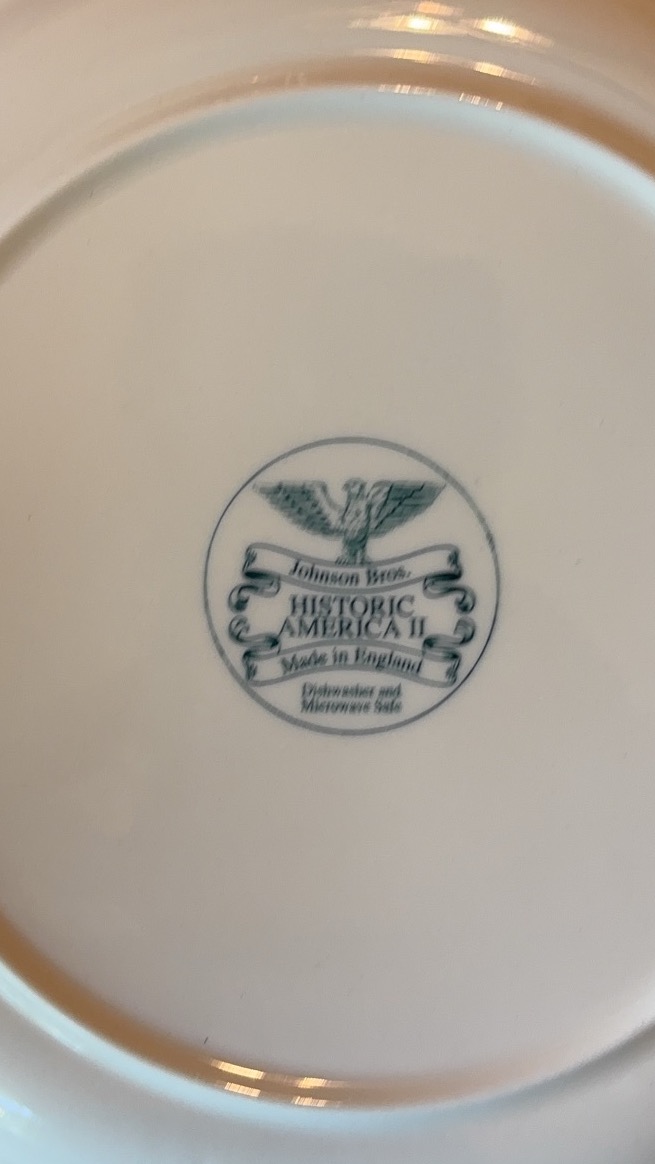 Johnson Bros.
HISTORIC
AMERICA II
Made in England
Dishwasher and
Microwave Safe